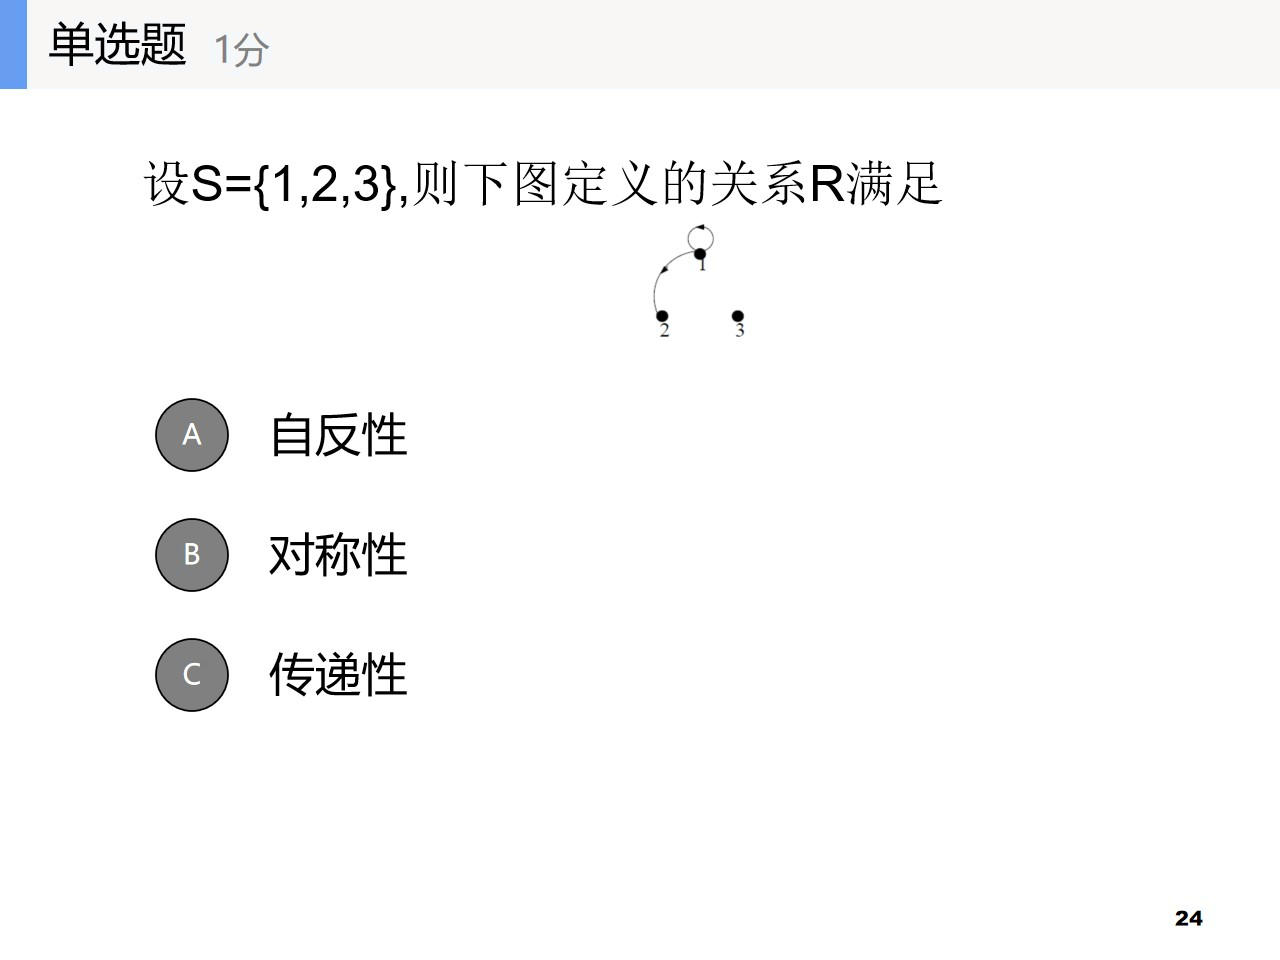 单选题 1分
设S={1,2,3},则下图定义的关系R满足
1
2 3
A 自反性
B 对称性
C 传递性
24